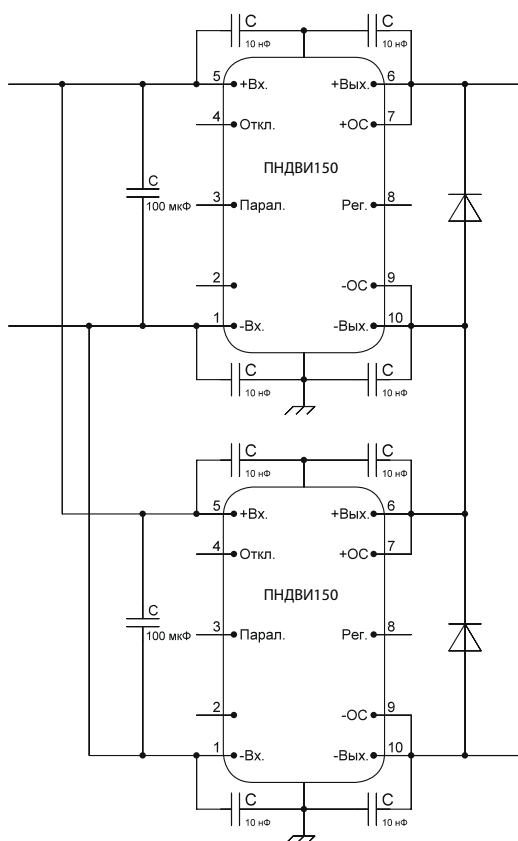 C C
10 нФ 10 нФ
5 +Вх. +Вых. 6
4 Откл. +ОС 7
ПНДВИ150
C
100 мкФ
3 Парал. Рег. 8
2 -ОС 9
1 -Вх. -Вых. 10
C C
10 нФ 10 нФ
C C
10 нФ 10 нФ
5 +Вх. +Вых. 6
4 Откл. +ОС 7
ПНДВИ150
C
100 мкФ
3 Парал. Рег. 8
2 -ОС 9
1 -Вх. -Вых. 10
C C
10 нФ 10 нФ